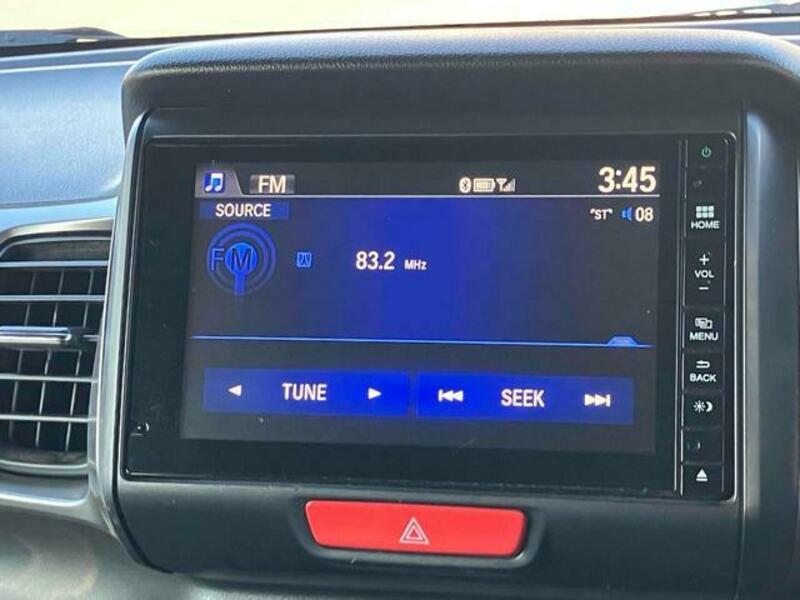 FM
3:45
SOURCE
"ST"
08
FM
83.2 MHz
TUNE
SEEK
HOME
+
VOL
−
MENU
BACK